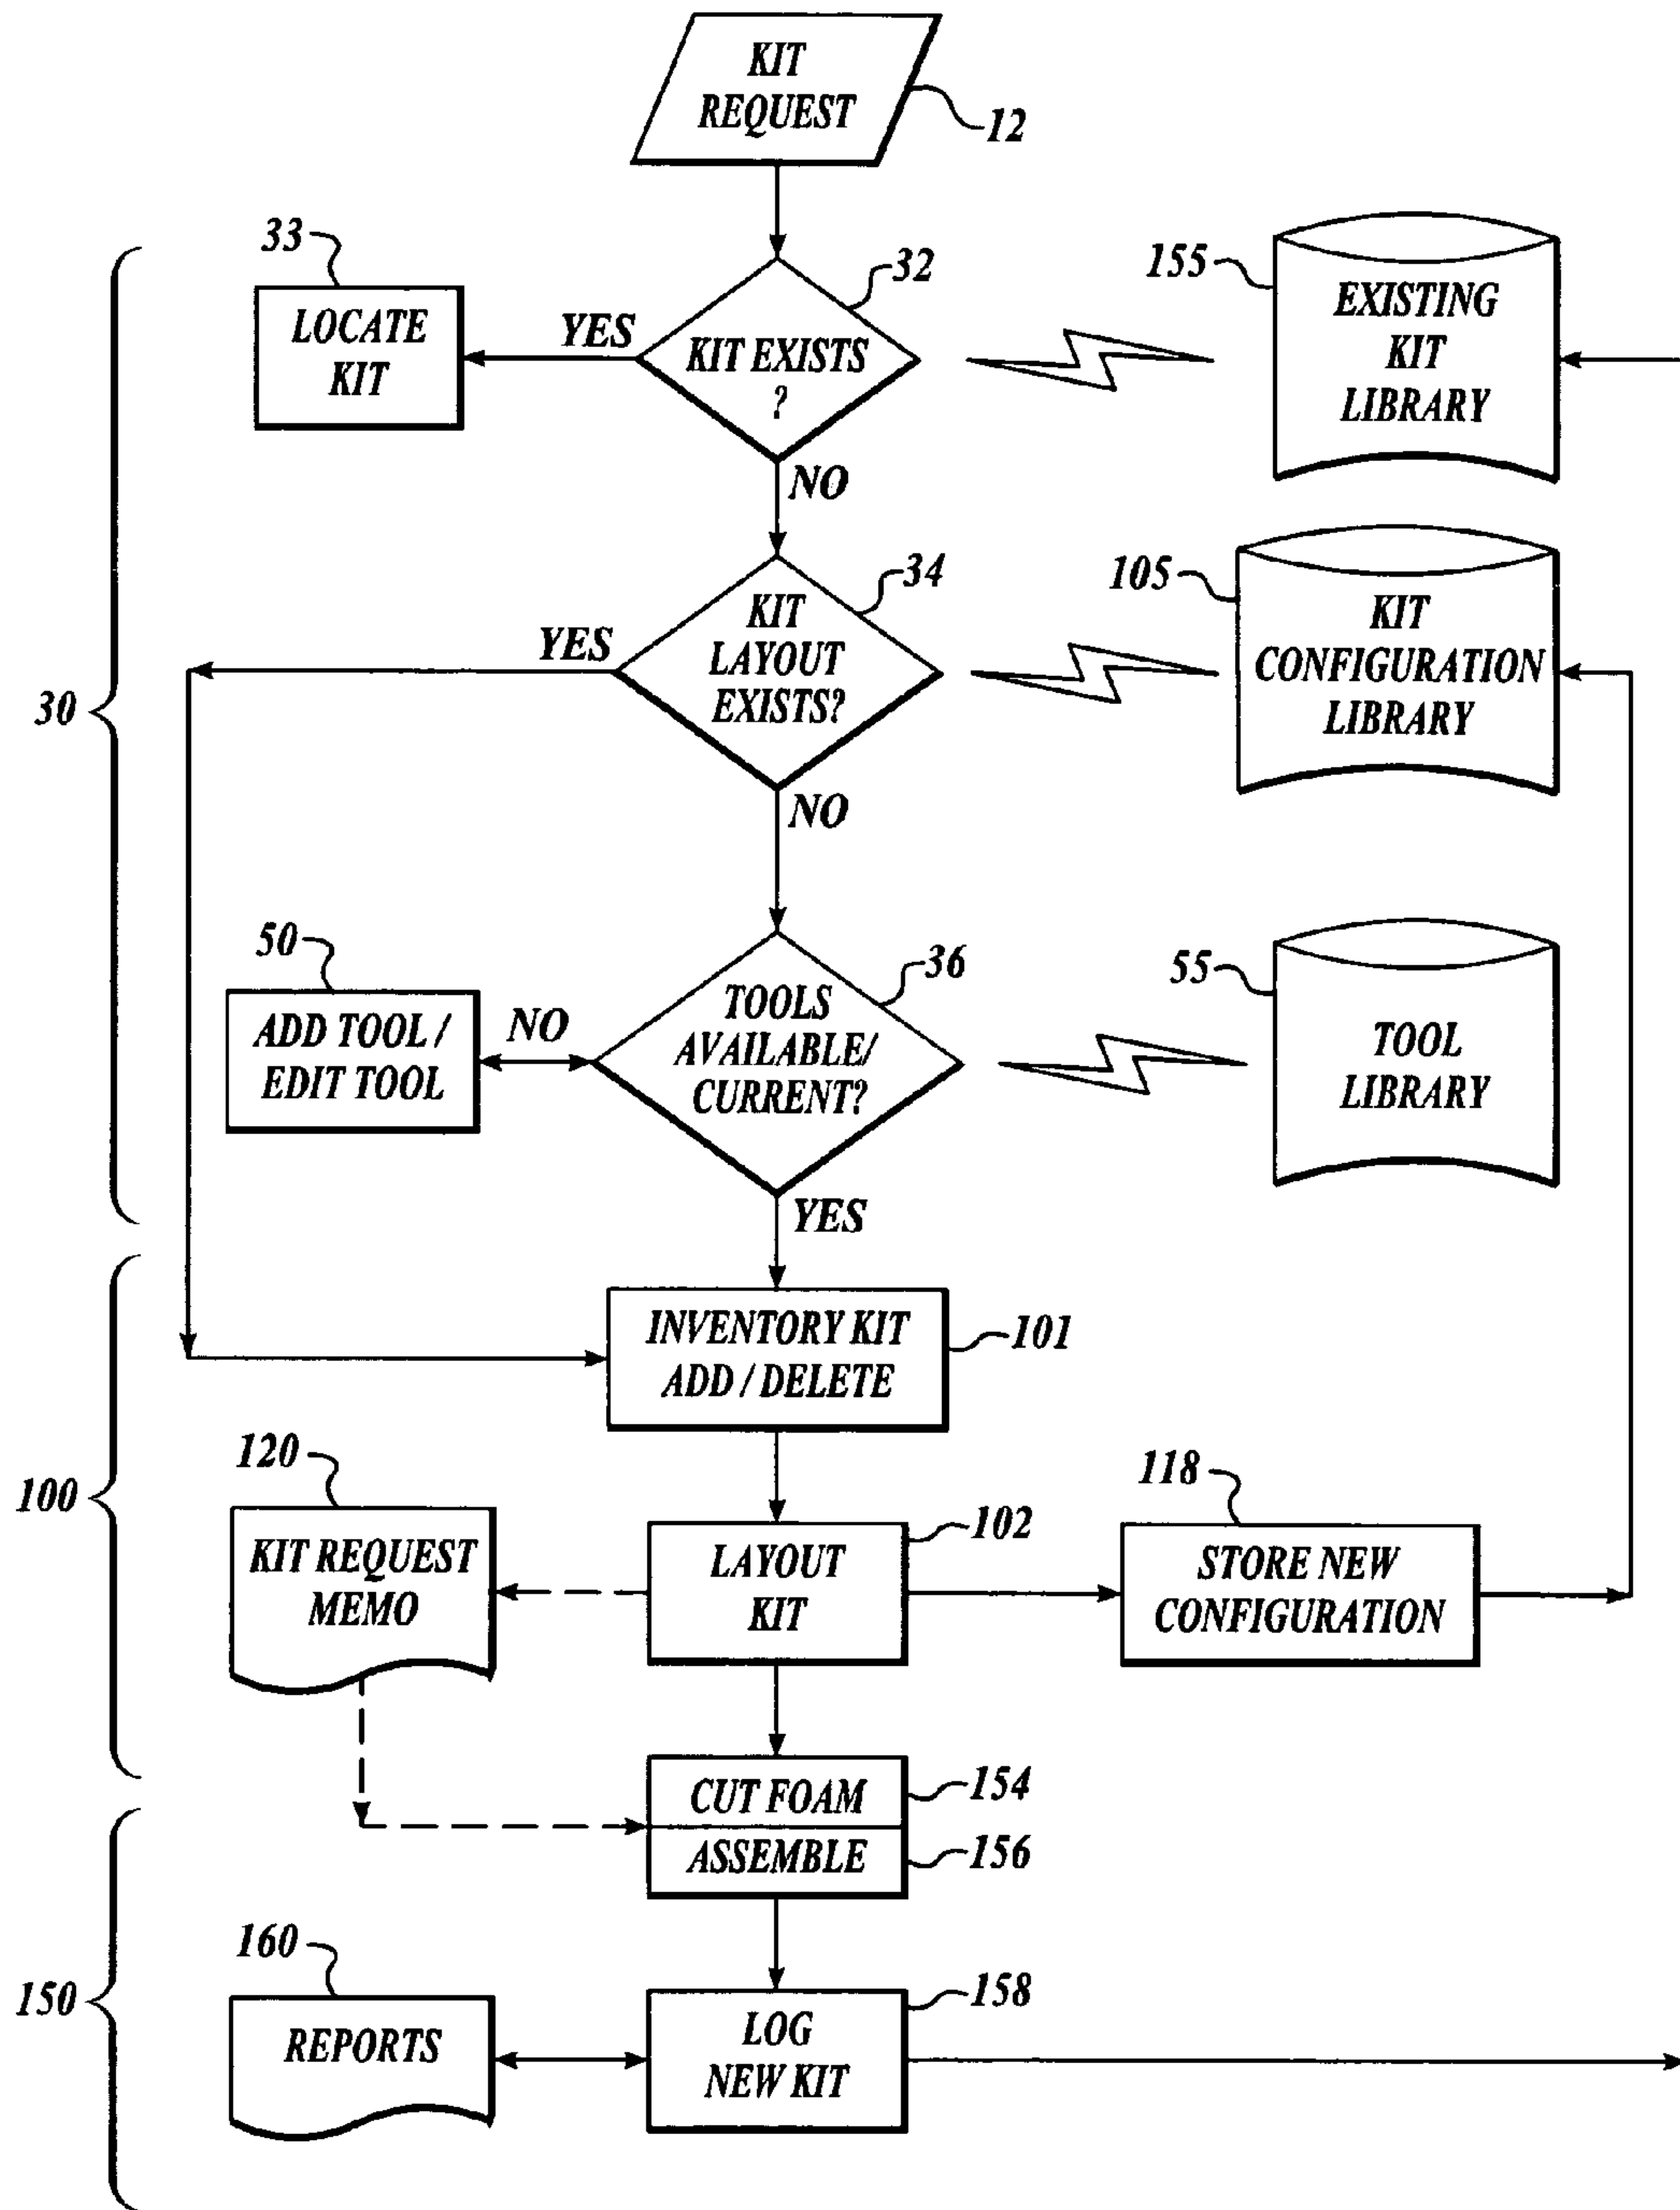 KIT
REQUEST
12
33
LOCATE
KIT
YES
32
KIT EXISTS
?
NO
155
EXISTING
KIT
LIBRARY
34
KIT
LAYOUT
EXISTS?
YES
NO
105
KIT
CONFIGURATION
LIBRARY
30
50
ADD TOOL /
EDIT TOOL
NO
36
TOOLS
AVAILABLE/
CURRENT?
YES
55
TOOL
LIBRARY
INVENTORY KIT
ADD / DELETE
101
100
120
KIT REQUEST
MEMO
LAYOUT
KIT
102
118
STORE NEW
CONFIGURATION
CUT FOAM
154
ASSEMBLE
156
150
160
REPORTS
LOG
NEW KIT
158